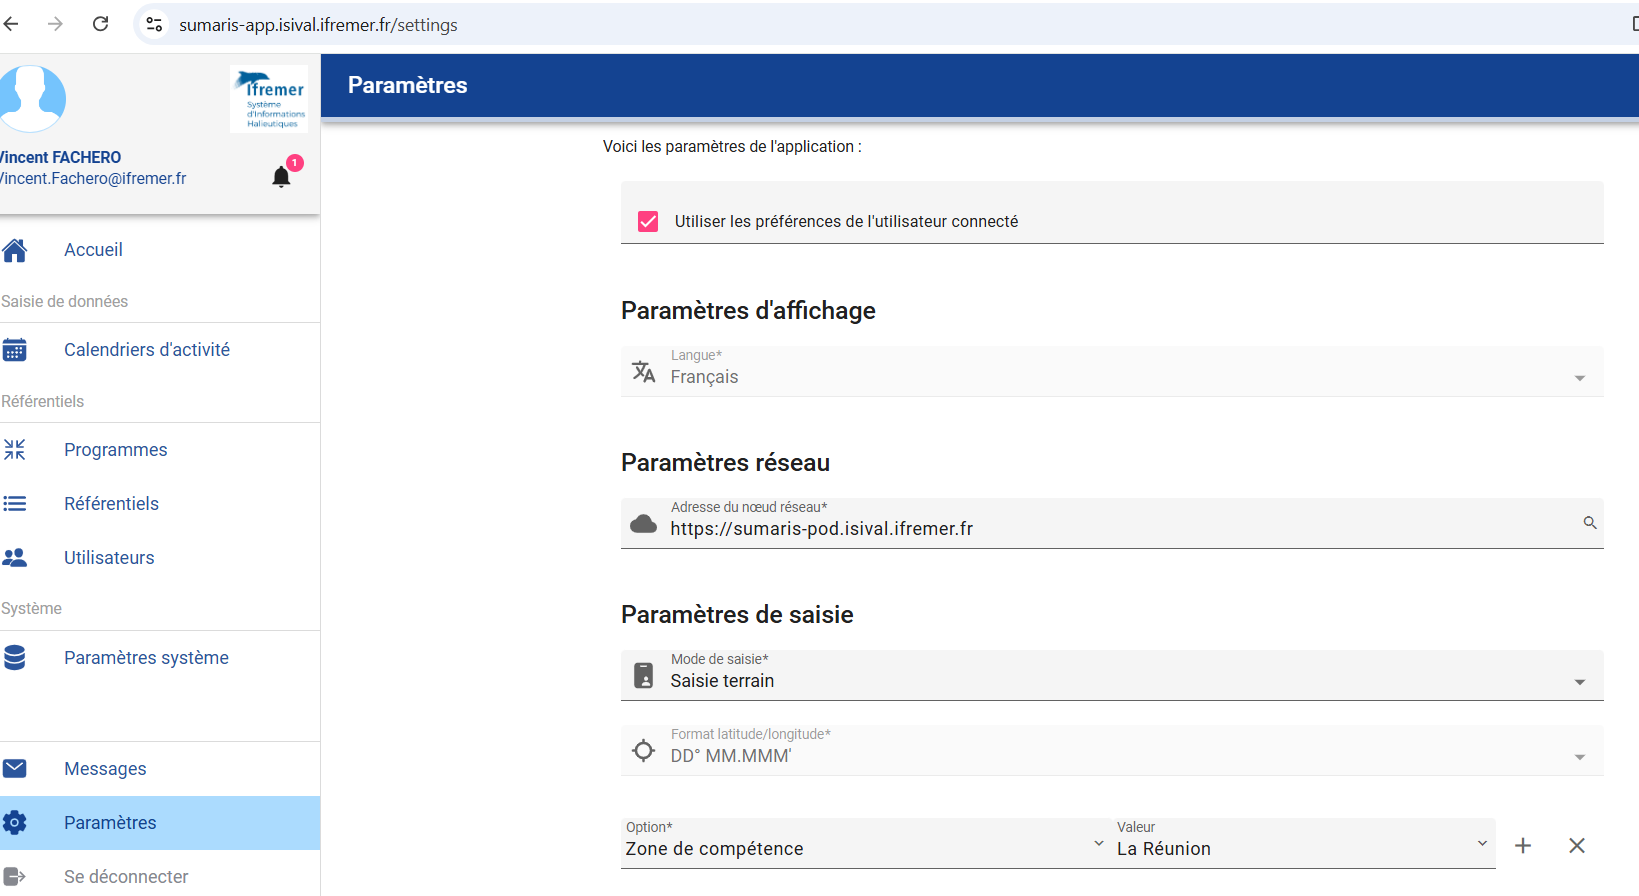 sumaris-app.isival.ifremer.fr/settings
Ifremer
Système
d'Informations
Halieutiques
Vincent FACHERO
Vincent.Fachero@ifremer.fr
1
Accueil
Saisie de données
Calendriers d'activité
Référentiels
Programmes
Référentiels
Utilisateurs
Système
Paramètres système
Messages
Paramètres
Se déconnecter
Paramètres
Voici les paramètres de l'application :
Utiliser les préférences de l'utilisateur connecté
Paramètres d'affichage
Langue*
Français
Paramètres réseau
Adresse du nœud réseau*
https://sumaris-pod.isival.ifremer.fr
Paramètres de saisie
Mode de saisie*
Saisie terrain
Format latitude/longitude*
DD° MM.MMM'
Option*
Zone de compétence
Valeur
La Réunion